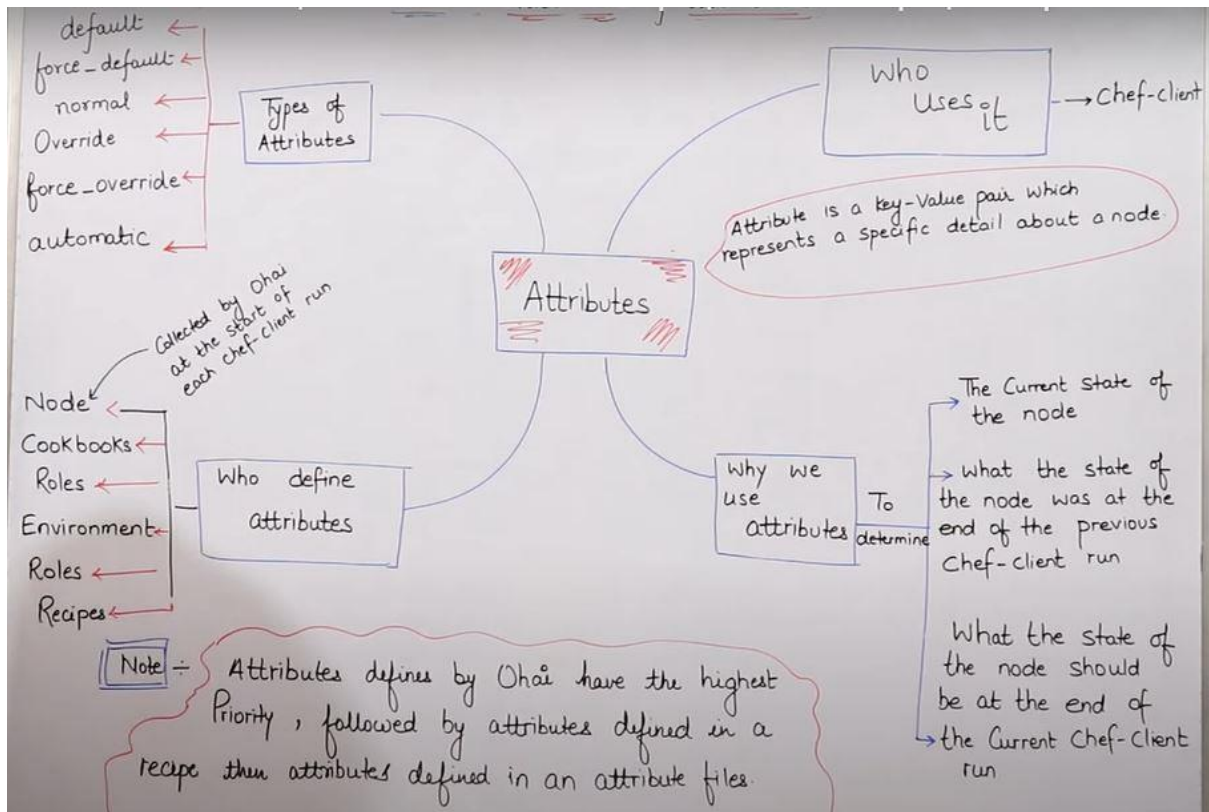 default
force_default
normal
Override
force_override
automatic
Types of
Attributes
Who
Uses it
Chef-client
Attribute is a key-Value pair which
represents a specific detail about a node.
Attributes
Collected by Ohai
at the start of
each chef-client run
Node
Cookbooks
Roles
Environment
Roles
Recipes
Who define
attributes
Why we
use
attributes
To
determine
The Current state of
the node
What the state of
the node was at the
end of the previous
Chef-client run
What the state of
the node should
be at the end of
the Current Chef-Client
run
Note ÷
Attributes defines by Ohai have the highest
Priority, followed by attributes defined in a
recipe then attributes defined in an attribute files.